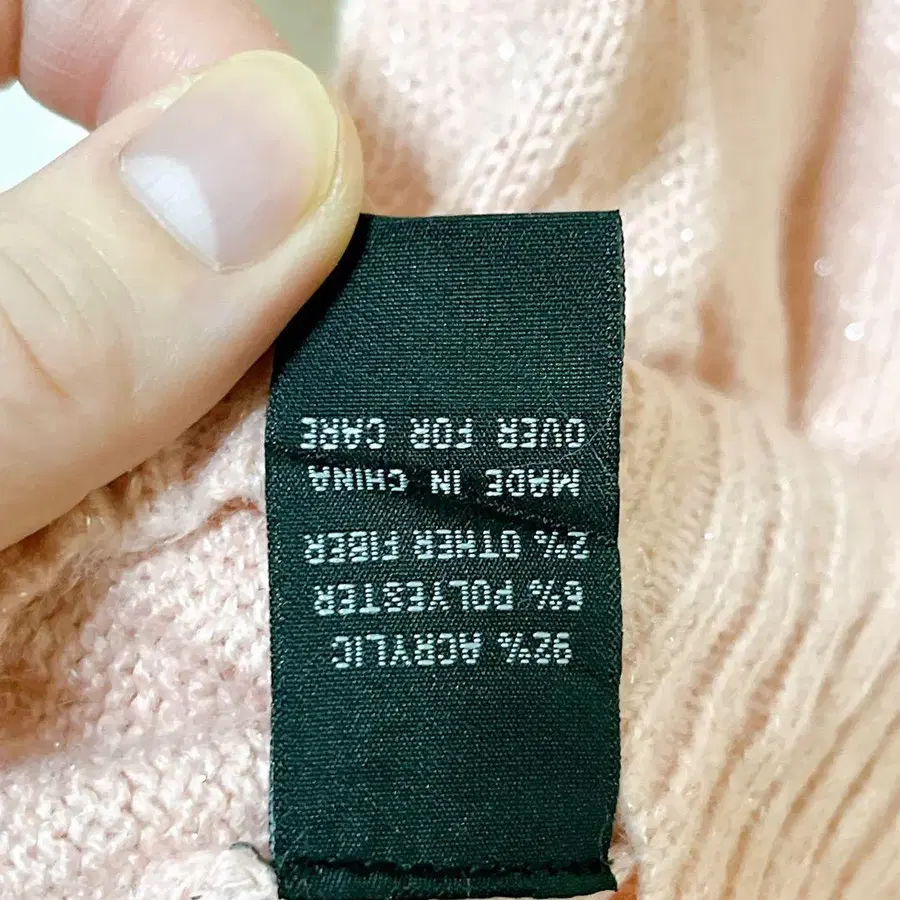 92% ACRYLIC
6% POLYESTER
2% OTHER FIBER
MADE IN CHINA
OVER FOR CARE